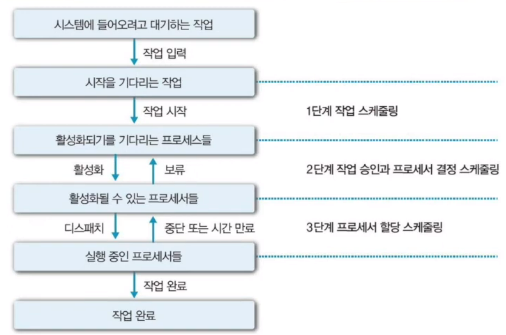 시스템에 들어오려고 대기하는 작업
작업 입력
시작을 기다리는 작업
작업 시작
1단계 작업 스케줄링
활성화되기를 기다리는 프로세스들
활성화
보류
2단계 작업 승인과 프로세서 결정 스케줄링
활성화될 수 있는 프로세서들
디스패치
중단 또는 시간 만료
3단계 프로세서 할당 스케줄링
실행 중인 프로세서들
작업 완료
작업 완료